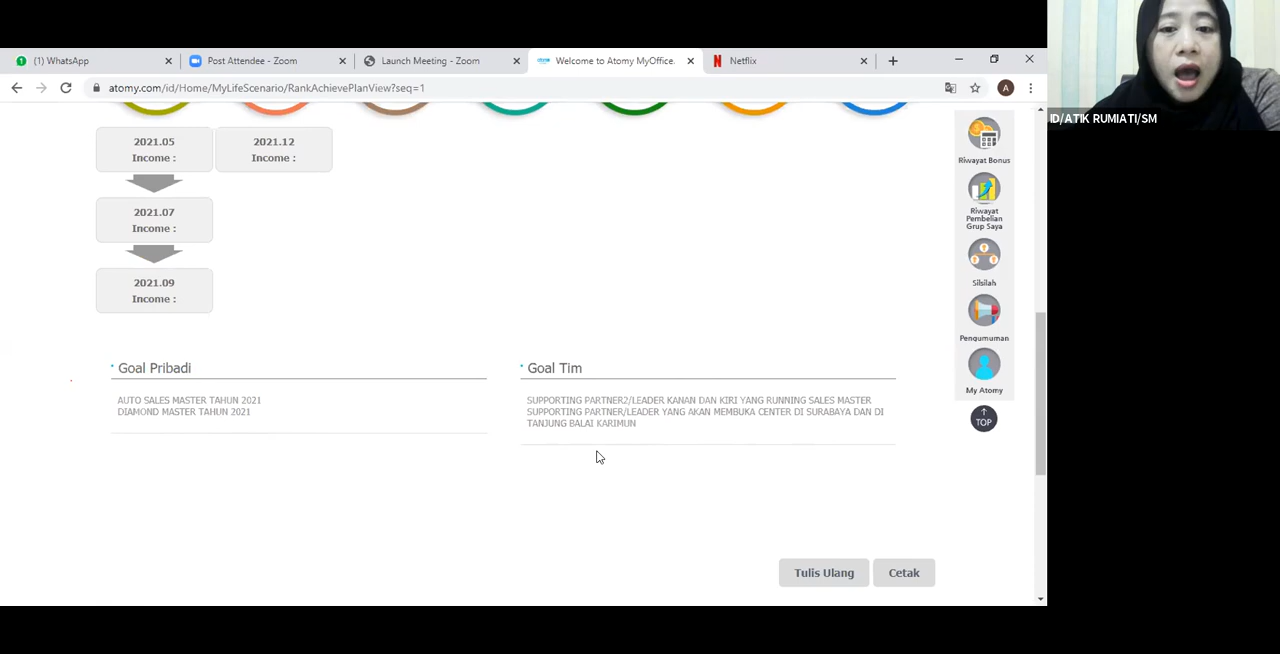 (1) WhatsApp
Post Attendee - Zoom
Launch Meeting - Zoom
Welcome to Atomy MyOffice.
Netflix
atomy.com/id/Home/MyLifeScenario/RankAchievePlanView?seq=1
A
ID/ATIK RUMIATI/SM
2021.05
Income :
2021.12
Income :
2021.07
Income :
2021.09
Income :
Riwayat Bonus
Riwayat
Pembelian
Grup Saya
Silsilah
Pengumuman
My Atomy
TOP
Goal Pribadi
AUTO SALES MASTER TAHUN 2021
DIAMOND MASTER TAHUN 2021
Goal Tim
SUPPORTING PARTNER2/LEADER KANAN DAN KIRI YANG RUNNING SALES MASTER
SUPPORTING PARTNER/LEADER YANG AKAN MEMBUKA CENTER DI SURABAYA DAN DI
TANJUNG BALAI KARIMUN
Tulis Ulang
Cetak